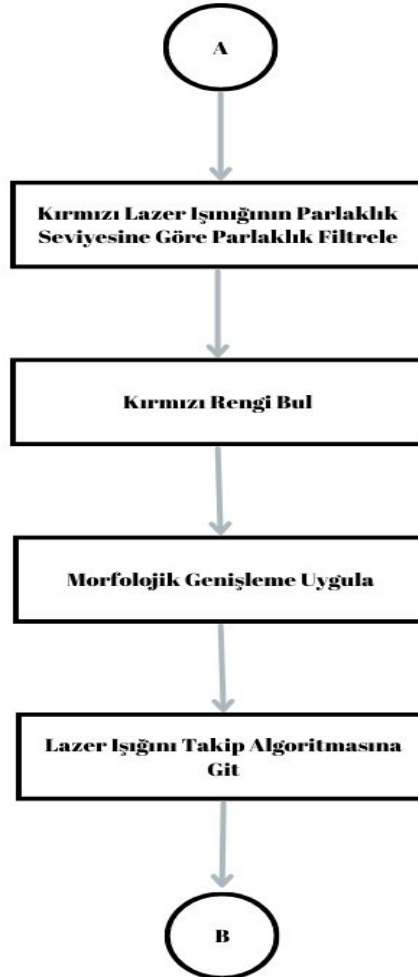 A
Kırmızı Lazer Işınığının Parlaklık
Seviyesine Göre Parlaklık Filtrele
Kırmızı Rengi Bul
Morfolojik Genişleme Uygula
Lazer Işığını Takip Algoritmasına
Git
B